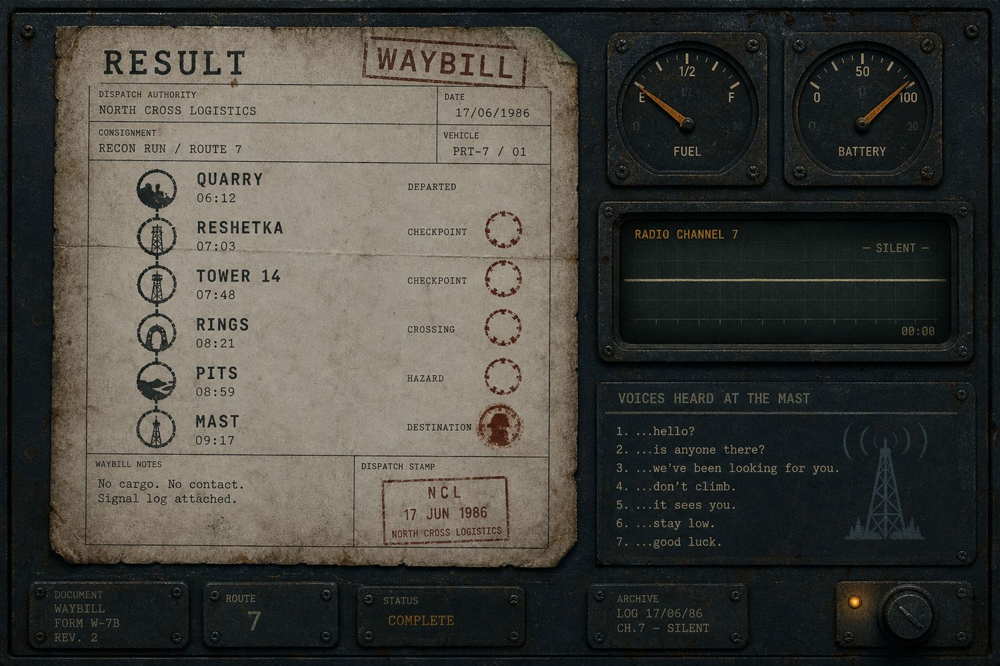 RESULT
WAYBILL
DISPATCH AUTHORITY
NORTH CROSS LOGISTICS
DATE
17/06/1986
CONSIGNMENT
RECON RUN / ROUTE 7
VEHICLE
PRT-7 / 01
QUARRY
06:12
DEPARTED
RESHETKA
07:03
CHECKPOINT
TOWER 14
07:48
CHECKPOINT
RINGS
08:21
CROSSING
PITS
08:59
HAZARD
MAST
09:17
DESTINATION
WAYBILL NOTES
No cargo. No contact.
Signal log attached.
DISPATCH STAMP
NCL
17 JUN 1986
NORTH CROSS LOGISTICS
1/2
E
F
FUEL
50
0
100
BATTERY
RADIO CHANNEL 7
— SILENT —
00:00
VOICES HEARD AT THE MAST
1. ...hello?
2. ...is anyone there?
3. ...we've been looking for you.
4. ...don't climb.
5. ...it sees you.
6. ...stay low.
7. ...good luck.
DOCUMENT
WAYBILL
FORM W-7B
REV. 2
ROUTE
7
STATUS
COMPLETE
ARCHIVE
LOG 17/06/86
CH.7 — SILENT